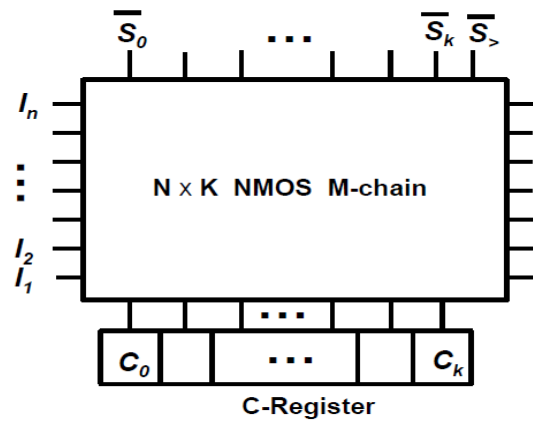 S̅₀ ... S̅ₖ S̅>
Iₙ
...
N x K NMOS M-chain
I₂
I₁
...
C₀ ... Cₖ
C-Register